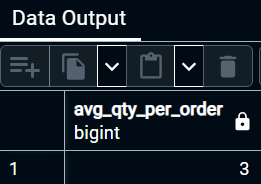 Data Output
avg_qty_per_order
bigint
1 3